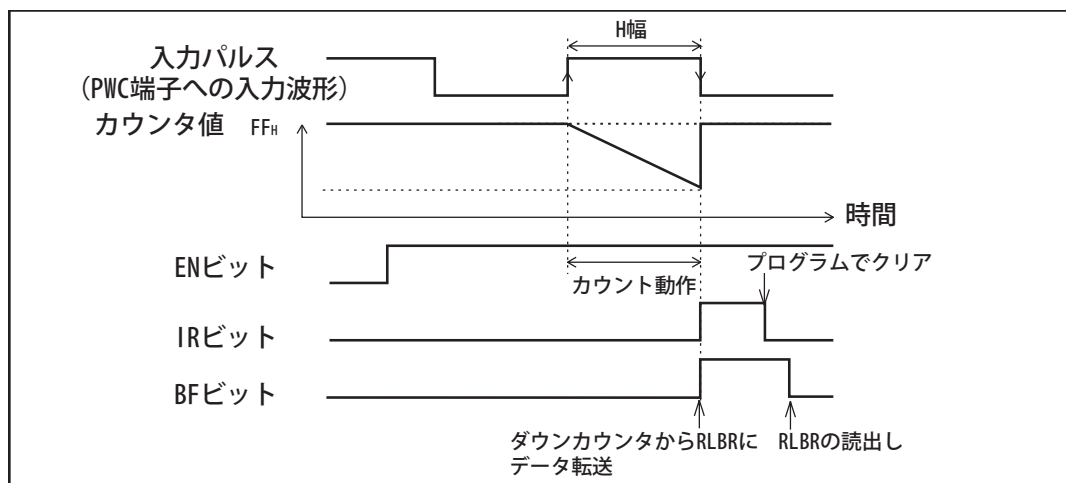 H幅
入力パルス
(PWC端子への入力波形)
カウンタ値 FFH
時間
ENビット
カウント動作
プログラムでクリア
IRビット
BFビット
ダウンカウンタからRLBRに
データ転送
RLBRの読出し